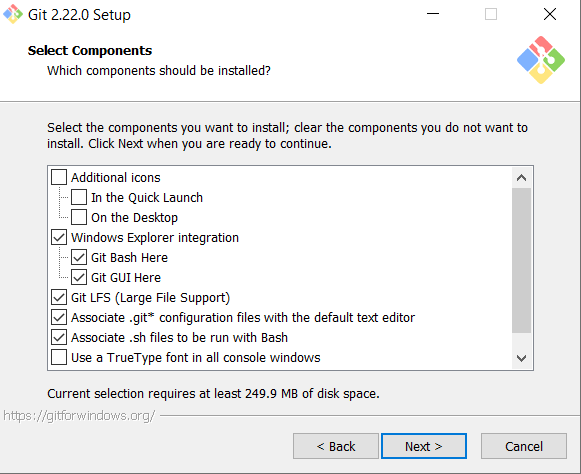 Git 2.22.0 Setup
Select Components
Which components should be installed?
Select the components you want to install; clear the components you do not want to
install. Click Next when you are ready to continue.
Additional icons
In the Quick Launch
On the Desktop
Windows Explorer integration
Git Bash Here
Git GUI Here
Git LFS (Large File Support)
Associate .git* configuration files with the default text editor
Associate .sh files to be run with Bash
Use a TrueType font in all console windows
Current selection requires at least 249.9 MB of disk space.
https://gitforwindows.org/
< Back
Next >
Cancel